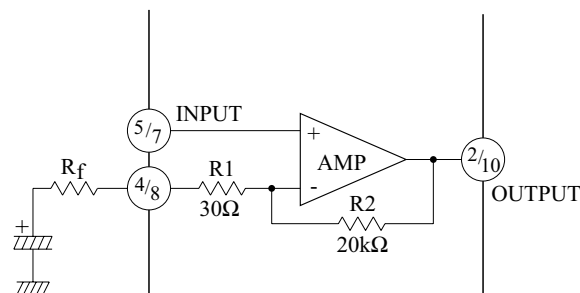 5/7
INPUT
+
AMP
-
2/10
OUTPUT
Rf
4/8
R1
30Ω
R2
20kΩ
+